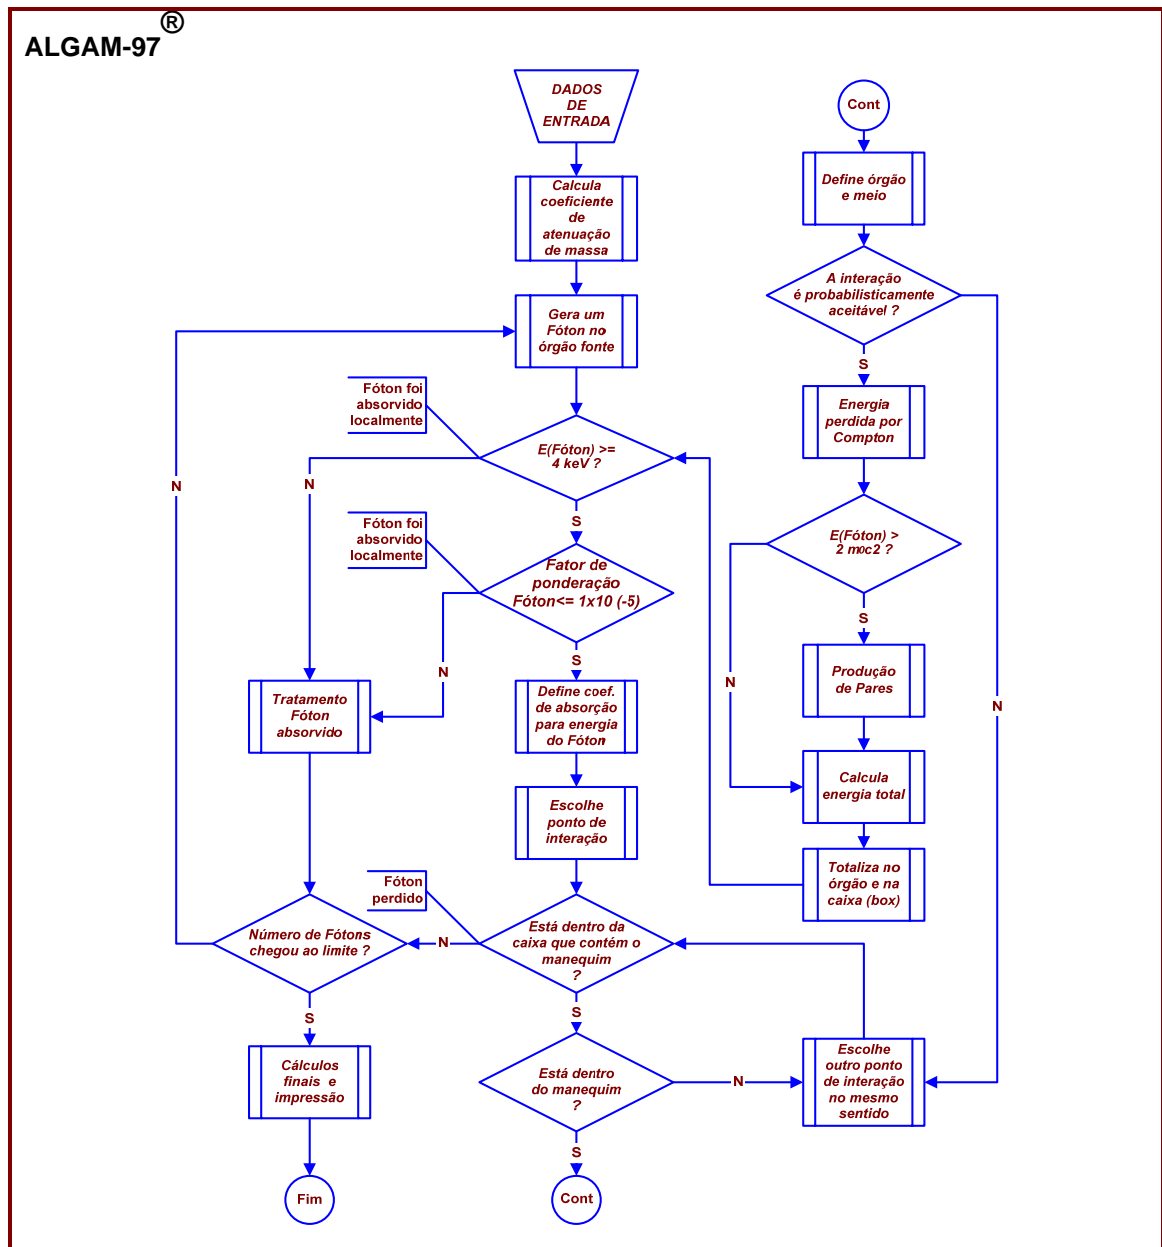 ALGAM-97®
DADOS
DE
ENTRADA
Calcula
coeficiente
de
atenuação
de massa
Gera um
Fóton no
órgão fonte
Fóton foi
absorvido
localmente
E(Fóton) >=
4 keV ?
N
N
S
Fóton foi
absorvido
localmente
Fator de
ponderação
Fóton<= 1x10 (-5)
N
S
Tratamento
Fóton
absorvido
Define coef.
de absorção
para energia
do Fóton
Escolhe
ponto de
interação
Fóton
perdido
Número de Fótons
chegou ao limite ?
N
Está dentro da
caixa que contém o
manequim
?
S
S
Cálculos
finais e
impressão
Está dentro
do manequim
?
N
Escolhe
outro ponto
de interação
no mesmo
sentido
S
Fim
Cont
Cont
Define órgão
e meio
A interação
é probabilisticamente
aceitável ?
S
Energia
perdida por
Compton
E(Fóton) >
2 moc2 ?
S
N
N
Produção
de Pares
Calcula
energia total
Totaliza no
órgão e na
caixa (box)